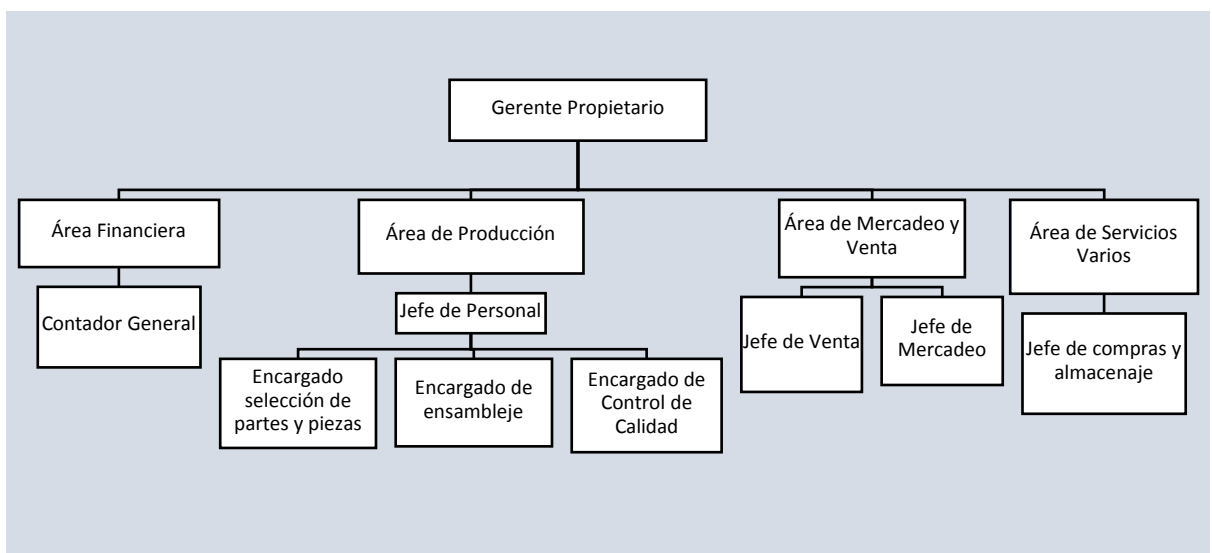 Gerente Propietario
Área Financiera
Área de Producción
Área de Mercadeo y
Venta
Área de Servicios
Varios
Contador General
Jefe de Personal
Jefe de Venta
Jefe de
Mercadeo
Jefe de compras y
almacenaje
Encargado
selección de
partes y piezas
Encargado de
ensambleje
Encargado de
Control de
Calidad